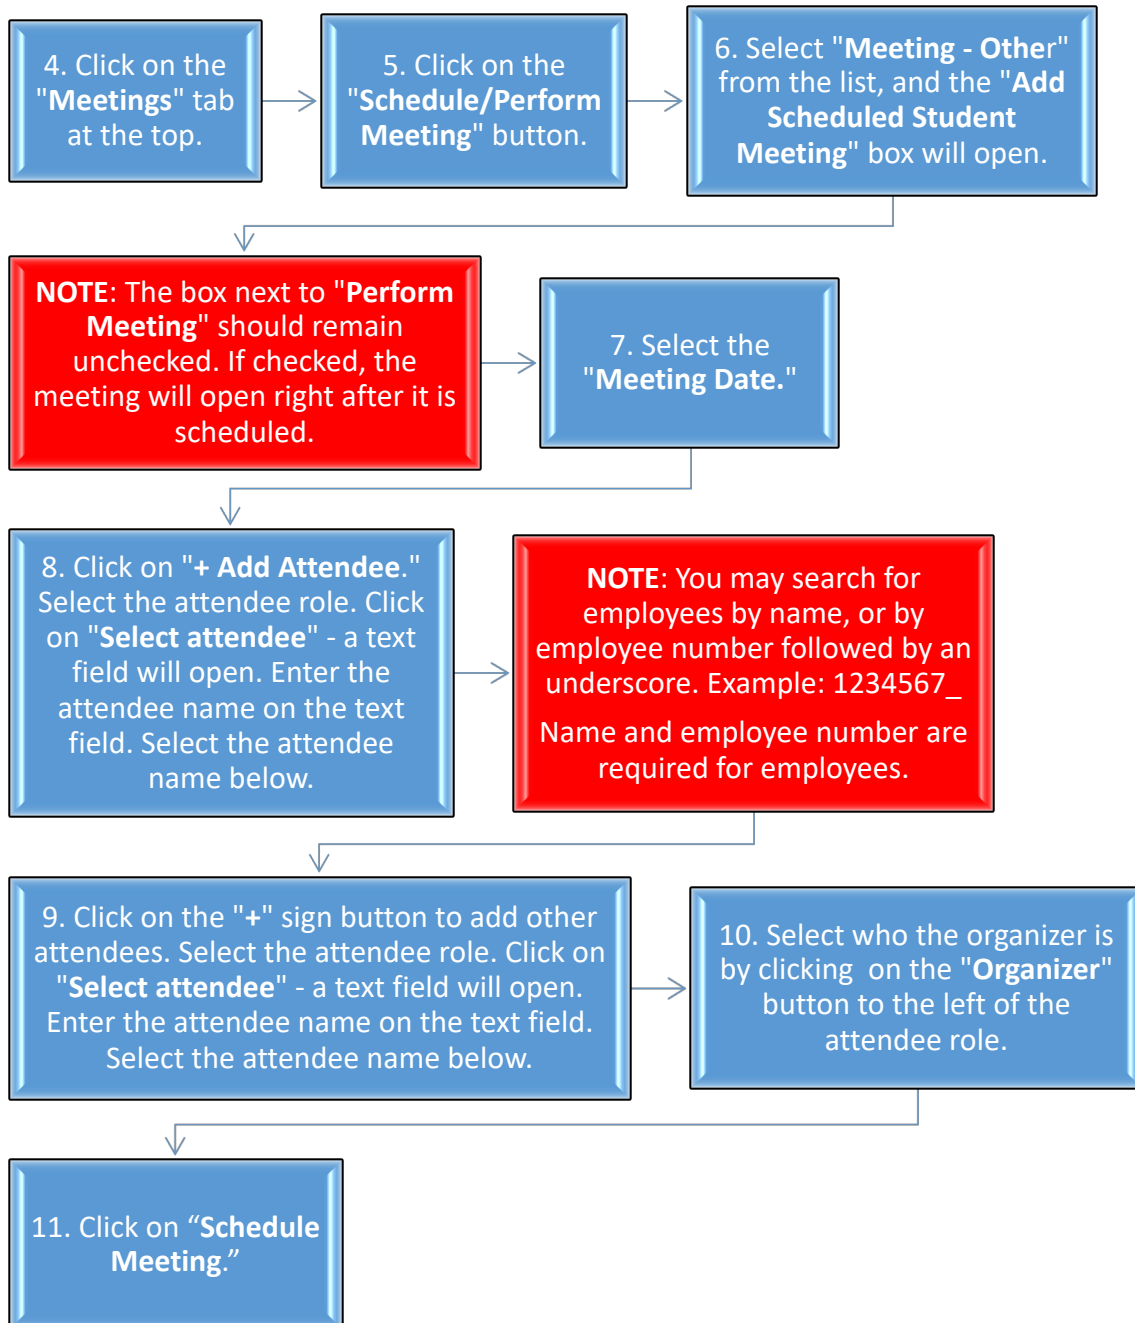 4. Click on the
"Meetings" tab
at the top.
5. Click on the
"Schedule/Perform
Meeting" button.
6. Select "Meeting - Other"
from the list, and the "Add
Scheduled Student
Meeting" box will open.
NOTE: The box next to "Perform
Meeting" should remain
unchecked. If checked, the
meeting will open right after it is
scheduled.
7. Select the
"Meeting Date."
8. Click on "+ Add Attendee."
Select the attendee role. Click
on "Select attendee" - a text
field will open. Enter the
attendee name on the text
field. Select the attendee
name below.
NOTE: You may search for
employees by name, or by
employee number followed by an
underscore. Example: 1234567_
Name and employee number are
required for employees.
9. Click on the "+" sign button to add other
attendees. Select the attendee role. Click on
"Select attendee" - a text field will open.
Enter the attendee name on the text field.
Select the attendee name below.
10. Select who the organizer is
by clicking  on the "Organizer"
button to the left of the
attendee role.
11. Click on “Schedule
Meeting.”